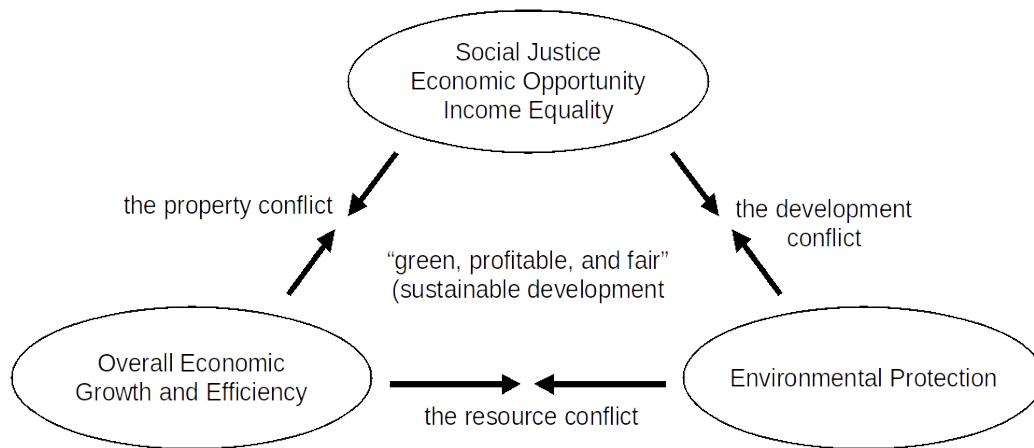 Social Justice
Economic Opportunity
Income Equality
the property conflict
the development
conflict
“green, profitable, and fair”
(sustainable development
Overall Economic
Growth and Efficiency
Environmental Protection
the resource conflict